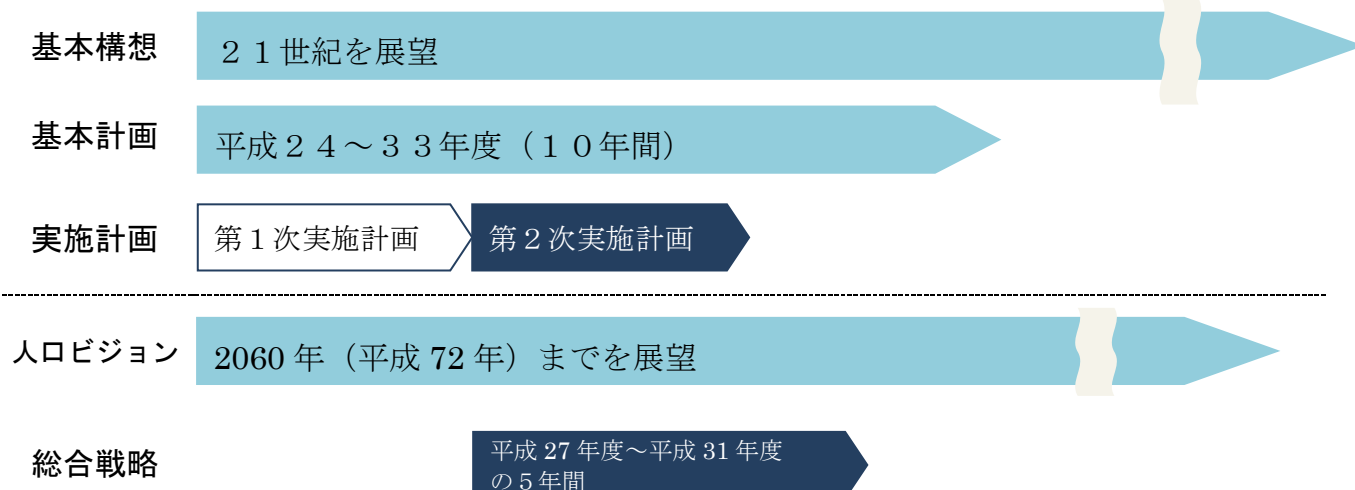 基本構想
２１世紀を展望
基本計画
平成２４～３３年度（１０年間）
実施計画
第１次実施計画
第２次実施計画
人口ビジョン
2060 年（平成 72 年）までを展望
総合戦略
平成 27 年度～平成 31 年度
の５年間